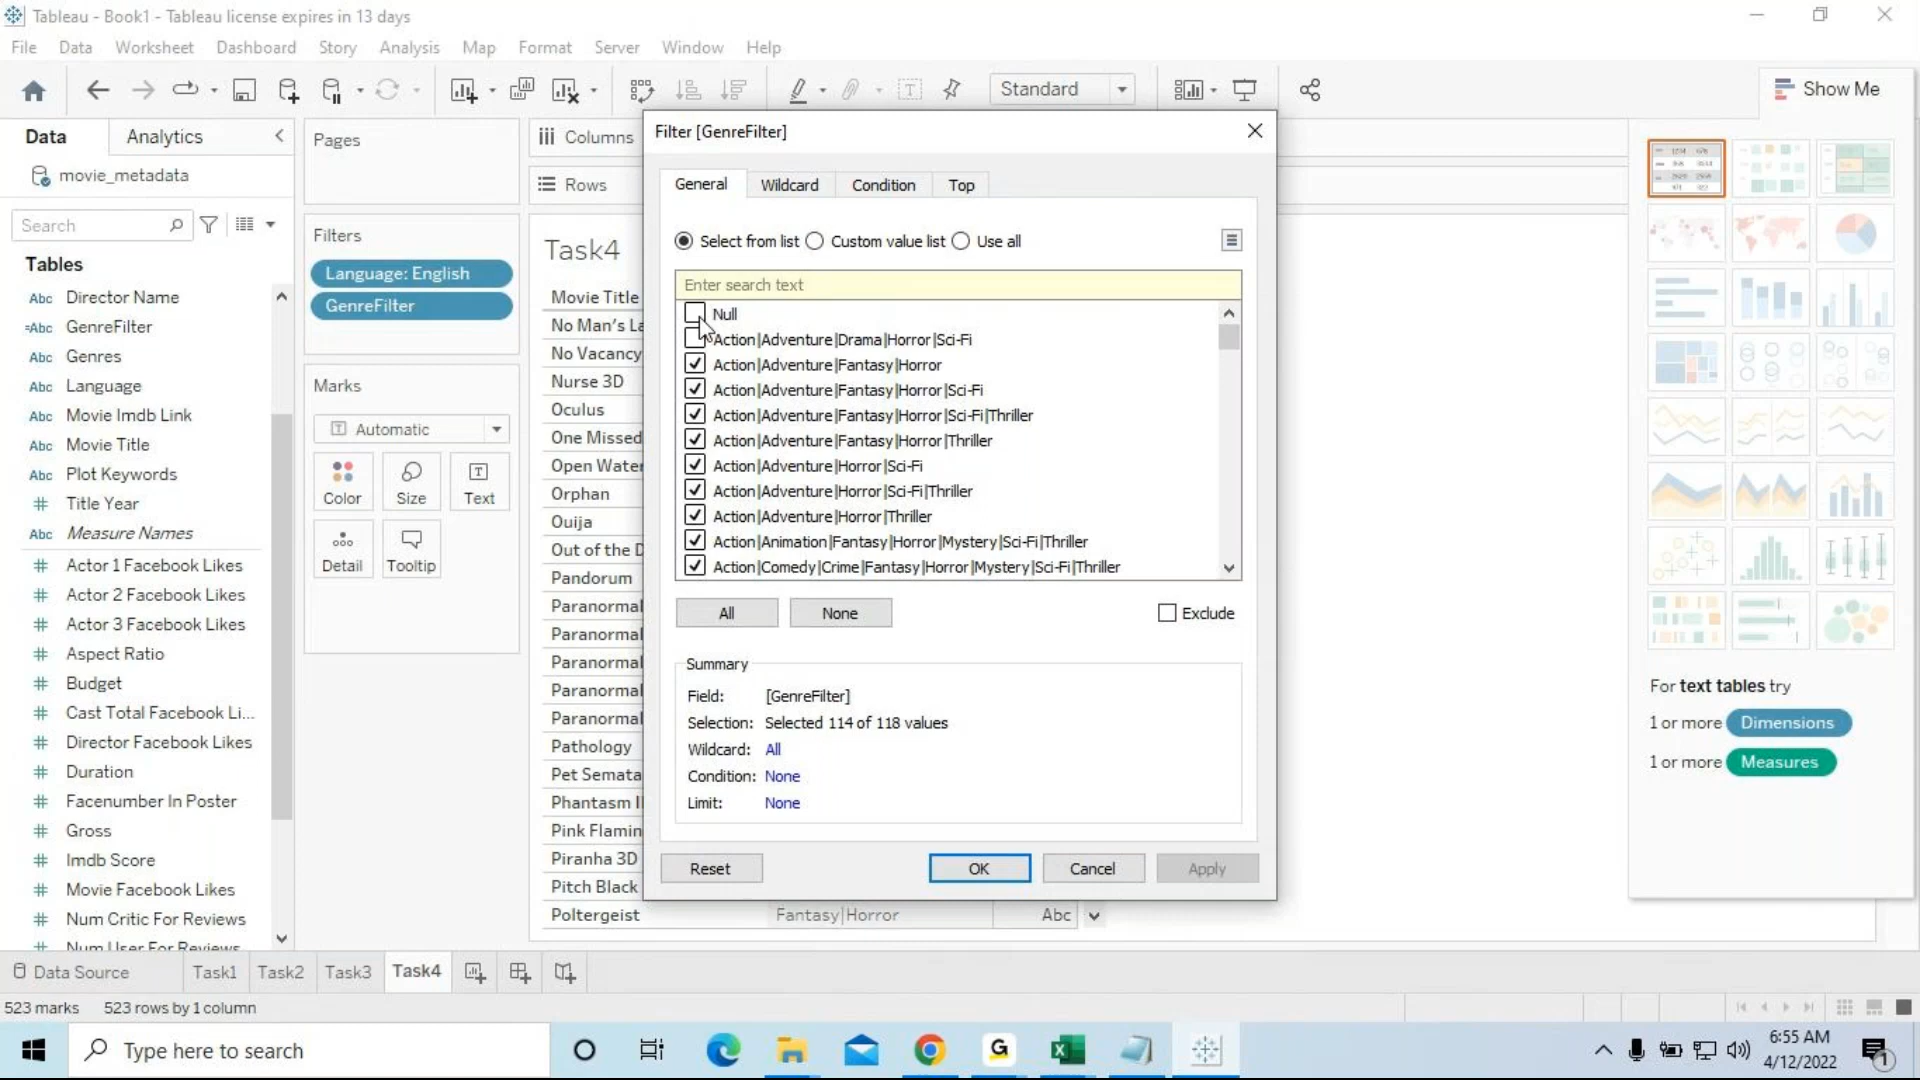 Tableau - Book1 - Tableau license expires in 13 days
File Data Worksheet Dashboard Story Analysis Map Format Server Window Help
Standard
Show Me
Data Analytics
movie_metadata
Search
Tables
Abc Director Name
=Abc GenreFilter
Abc Genres
Abc Language
Abc Movie Imdb Link
Abc Movie Title
Abc Plot Keywords
# Title Year
Abc Measure Names
# Actor 1 Facebook Likes
# Actor 2 Facebook Likes
# Actor 3 Facebook Likes
# Aspect Ratio
# Budget
# Cast Total Facebook Li...
# Director Facebook Likes
# Duration
# Facenumber In Poster
# Gross
# Imdb Score
# Movie Facebook Likes
# Num Critic For Reviews
# Num User For Reviews
Pages
Filters
Language: English
GenreFilter
Marks
Automatic
Color Size Text
Detail Tooltip
Columns
Rows
Task4
Movie Title
No Man's La
No Vacancy
Nurse 3D
Oculus
One Missed
Open Water
Orphan
Ouija
Out of the D
Pandorum
Paranormal
Paranormal
Paranormal
Paranormal
Paranormal
Pathology
Pet Semata
Phantasm II
Pink Flamin
Piranha 3D
Pitch Black
Poltergeist Fantasy|Horror Abc
Filter [GenreFilter]
General Wildcard Condition Top
Select from list Custom value list Use all
Enter search text
Null
Action|Adventure|Drama|Horror|Sci-Fi
Action|Adventure|Fantasy|Horror
Action|Adventure|Fantasy|Horror|Sci-Fi
Action|Adventure|Fantasy|Horror|Sci-Fi|Thriller
Action|Adventure|Fantasy|Horror|Thriller
Action|Adventure|Horror|Sci-Fi
Action|Adventure|Horror|Sci-Fi|Thriller
Action|Adventure|Horror|Thriller
Action|Animation|Fantasy|Horror|Mystery|Sci-Fi|Thriller
Action|Comedy|Crime|Fantasy|Horror|Mystery|Sci-Fi|Thriller
All None Exclude
Summary
Field: [GenreFilter]
Selection: Selected 114 of 118 values
Wildcard: All
Condition: None
Limit: None
Reset OK Cancel Apply
For text tables try
1 or more Dimensions
1 or more Measures
Data Source Task1 Task2 Task3 Task4
523 marks 523 rows by 1 column
Type here to search
6:55 AM
4/12/2022
1